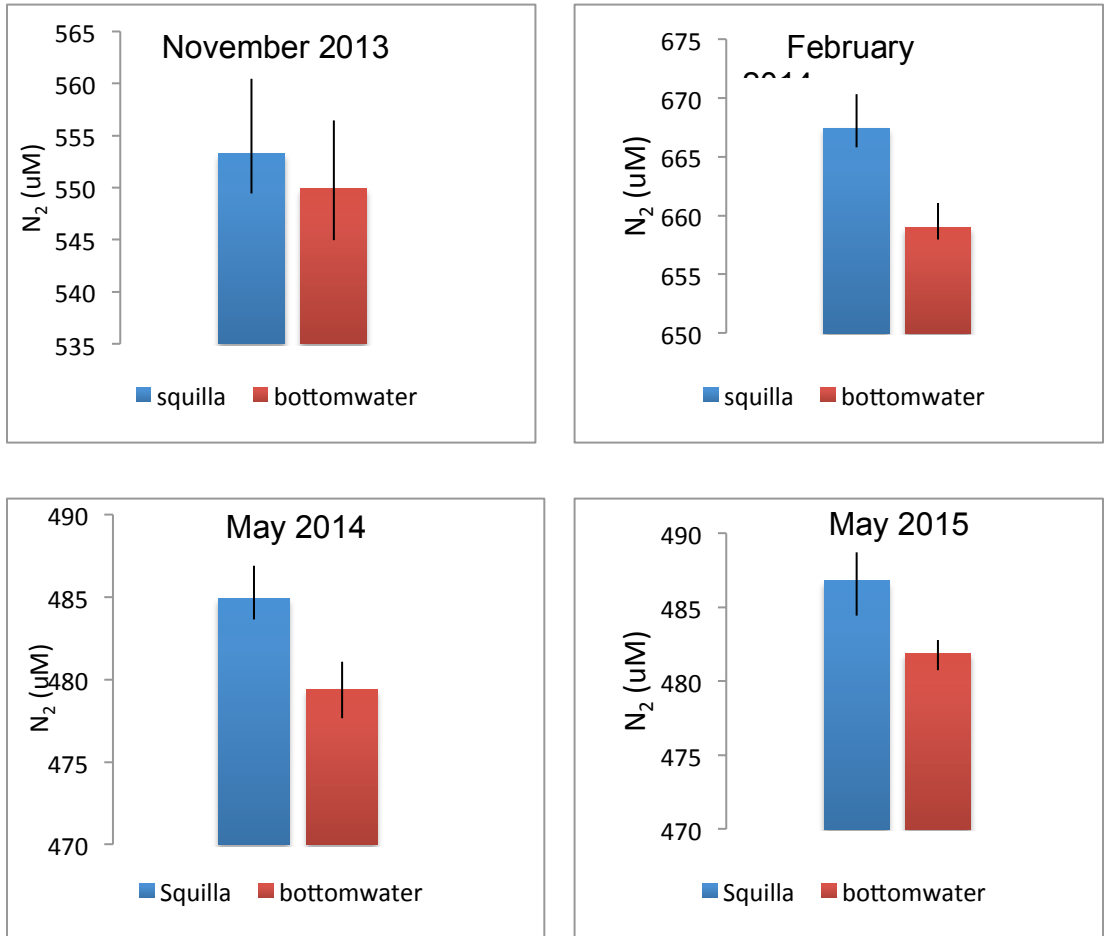 November 2013
565
560
555
550
545
540
535
N₂ (uM)
squilla bottomwater
February
675
670
665
660
655
650
N₂ (uM)
squilla bottomwater
May 2014
490
485
480
475
470
N₂ (uM)
Squilla bottomwater
May 2015
490
485
480
475
470
N₂ (uM)
Squilla bottomwater